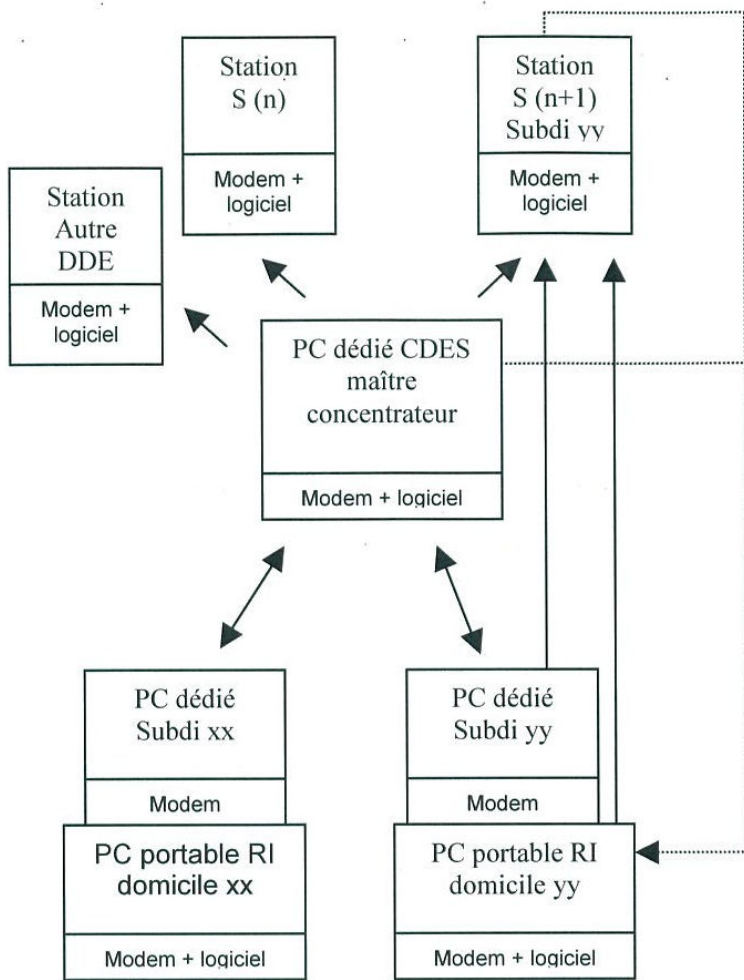 Station
S (n)
Modem +
logiciel
Station
S (n+1)
Subdi yy
Modem +
logiciel
Station
Autre
DDE
Modem +
logiciel
PC dédié CDES
maître
concentrateur
Modem + logiciel
PC dédié
Subdi xx
Modem
PC portable RI
domicile xx
Modem + logiciel
PC dédié
Subdi yy
Modem
PC portable RI
domicile yy
Modem + logiciel